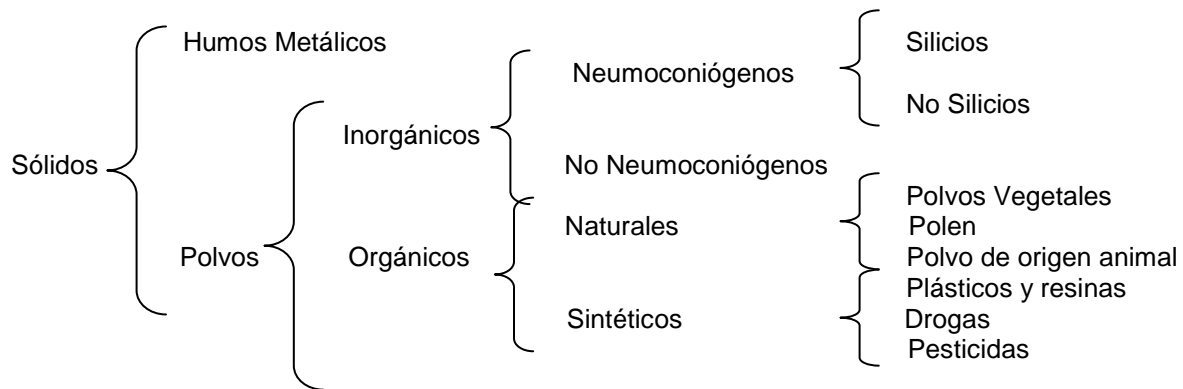 Sólidos
Humos Metálicos
Polvos
Inorgánicos
Orgánicos
Neumoconiógenos
No Neumoconiógenos
Naturales
Sintéticos
Silicios
No Silicios
Polvos Vegetales
Polen
Polvo de origen animal
Plásticos y resinas
Drogas
Pesticidas